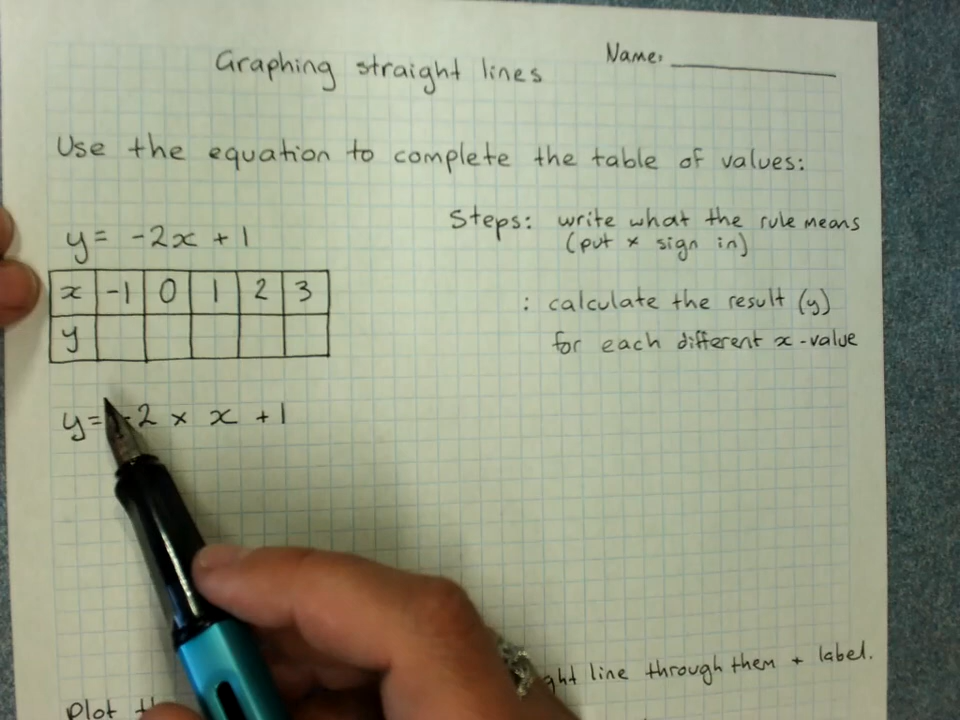 Graphing straight lines
Name: 
Use the equation to complete the table of values:
y = -2x + 1
Steps: write what the rule means
(put × sign in)
x -1 0 1 2 3
y
: calculate the result (y)
for each different x-value
y = -2 × x + 1
line through them + label.
Plot